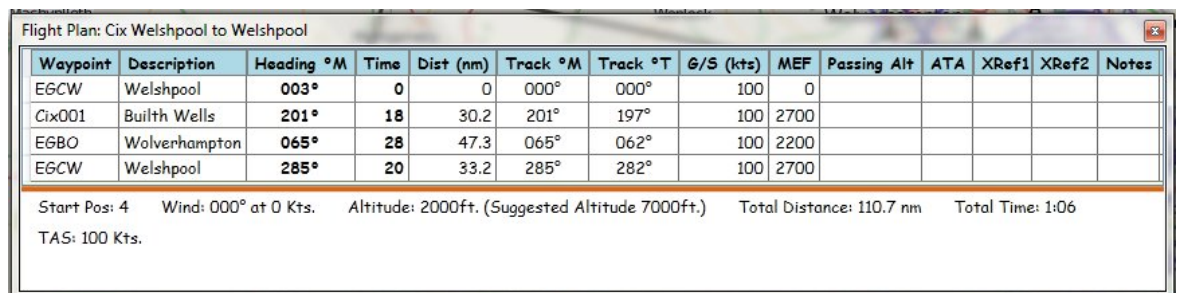 Machynlleth Wenlock Wolverhampton
Flight Plan: Cix Welshpool to Welshpool
Waypoint Description Heading °M Time Dist (nm) Track °M Track °T G/S (kts) MEF Passing Alt ATA XRef1 XRef2 Notes
EGCW Welshpool 003° 0 0 000° 000° 100 0
Cix001 Builth Wells 201° 18 30.2 201° 197° 100 2700
EGBO Wolverhampton 065° 28 47.3 065° 062° 100 2200
EGCW Welshpool 285° 20 33.2 285° 282° 100 2700
Start Pos: 4 Wind: 000° at 0 Kts. Altitude: 2000ft. (Suggested Altitude 7000ft.) Total Distance: 110.7 nm Total Time: 1:06
TAS: 100 Kts.